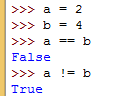 >>> a = 2
>>> b = 4
>>> a == b
False
>>> a != b
True